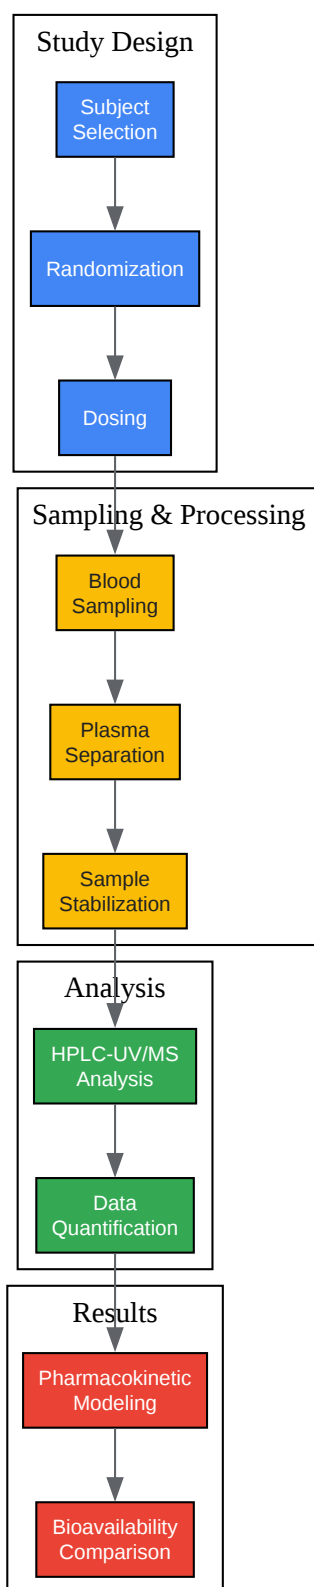 Study Design
Subject
Selection
Randomization
Dosing
Sampling & Processing
Blood
Sampling
Plasma
Separation
Sample
Stabilization
Analysis
HPLC-UV/MS
Analysis
Data
Quantification
Results
Pharmacokinetic
Modeling
Bioavailability
Comparison